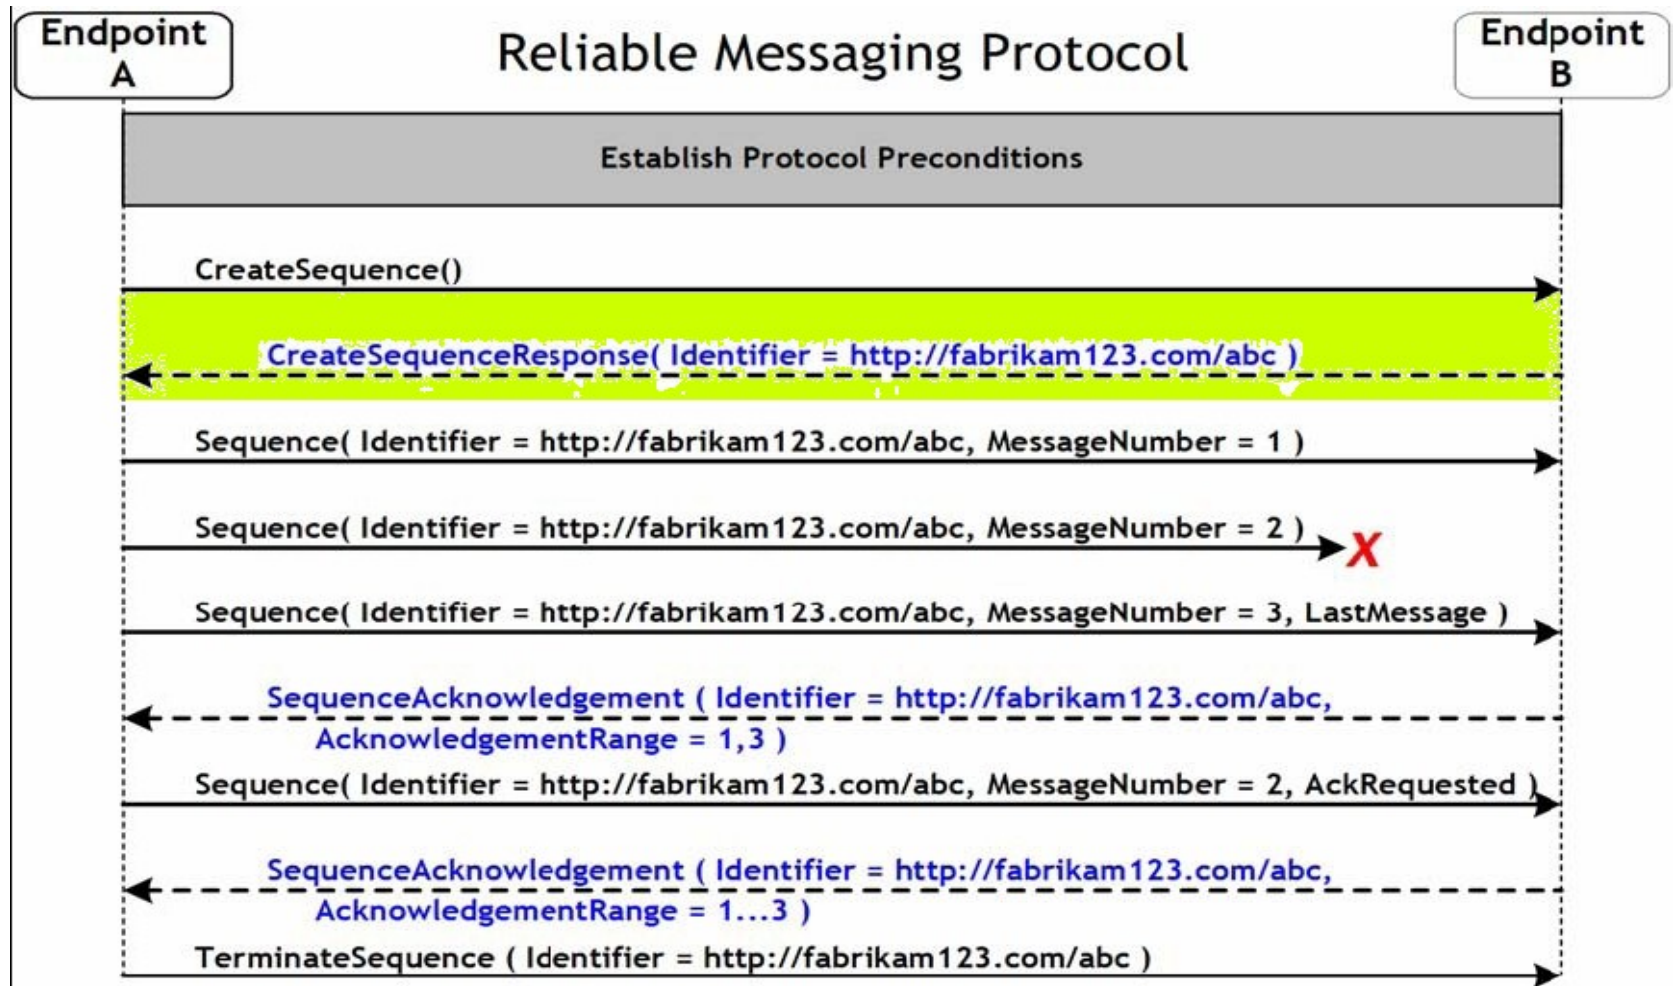 Endpoint
A
Reliable Messaging Protocol
Endpoint
B
Establish Protocol Preconditions
CreateSequence()
CreateSequenceResponse( Identifier = http://fabrikam123.com/abc )
Sequence( Identifier = http://fabrikam123.com/abc, MessageNumber = 1 )
Sequence( Identifier = http://fabrikam123.com/abc, MessageNumber = 2 )
X
Sequence( Identifier = http://fabrikam123.com/abc, MessageNumber = 3, LastMessage )
SequenceAcknowledgement ( Identifier = http://fabrikam123.com/abc,
AcknowledgementRange = 1,3 )
Sequence( Identifier = http://fabrikam123.com/abc, MessageNumber = 2, AckRequested )
SequenceAcknowledgement ( Identifier = http://fabrikam123.com/abc,
AcknowledgementRange = 1...3 )
TerminateSequence ( Identifier = http://fabrikam123.com/abc )